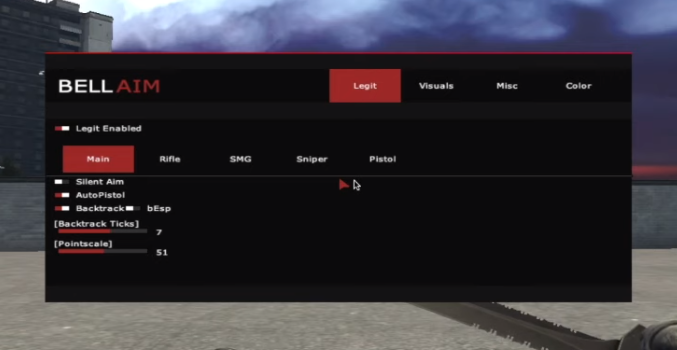 BELLAIM Legit Visuals Misc Color
Legit Enabled
Main Rifle SMG Sniper Pistol
Silent Aim
AutoPistol
Backtrack bEsp
[Backtrack Ticks]
7
[Pointscale]
51